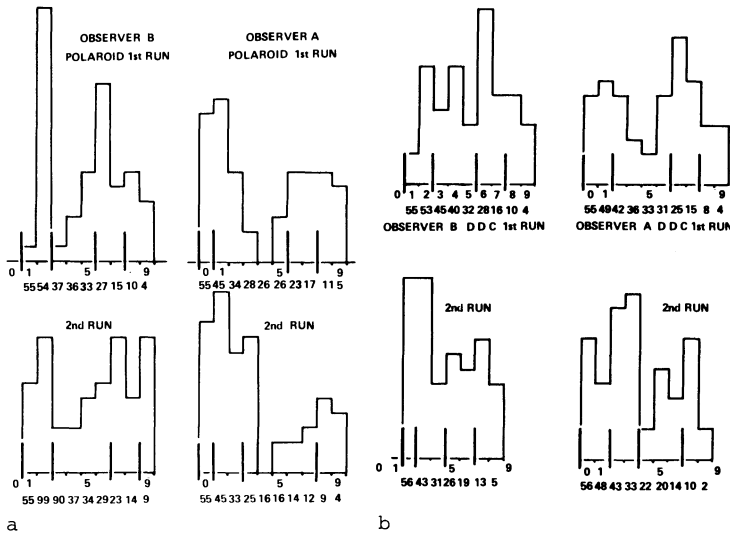 OBSERVER B
POLAROID 1st RUN
OBSERVER A
POLAROID 1st RUN
0 1 5 9
55 54 37 36 33 27 15 10 4
0 5 9
55 45 34 28 26 26 23 17 11 5
2nd RUN
2nd RUN
0 1 5 9
55 99 90 37 34 29 23 14 9
0 5 9
55 45 33 25 16 16 14 12 9 4
a
0 1 2 3 4 5 6 7 8 9
55 53 45 40 32 28 16 10 4
OBSERVER B D D C 1st RUN
0 1 5 9
55 49 42 36 33 31 25 15 8 4
OBSERVER A D D C 1st RUN
2nd RUN
2nd RUN
0 1 5 9
56 43 31 26 19 13 5
0 1 5 9
56 48 43 33 22 20 14 10 2
b